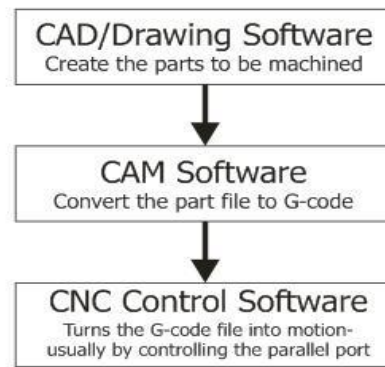 CAD/Drawing Software
Create the parts to be machined
CAM Software
Convert the part file to G-code
CNC Control Software
Turns the G-code file into motion-
usually by controlling the parallel port